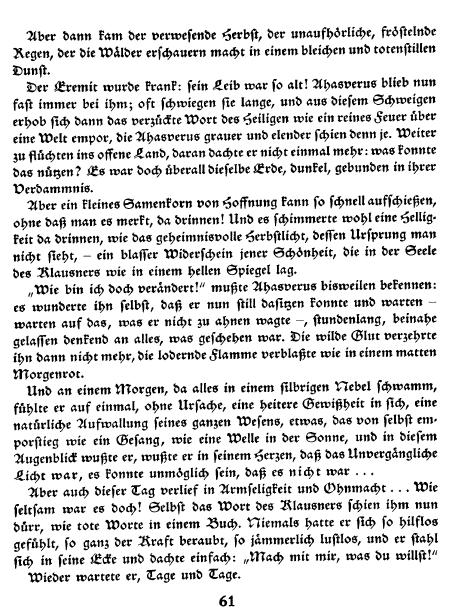 Aber dann kam der verwesende Herbst, der unaufhörliche, fröstelnde
Regen, der die Wälder erschauern macht in einem bleichen und totenstillen
Dunst.
Der Eremit wurde krank: sein Leib war so alt! Ahasverus blieb nun
fast immer bei ihm; oft schwiegen sie lange, und aus diesem Schweigen
erhob sich dann das verzückte Wort des Heiligen wie ein reines Feuer über
eine Welt empor, die Ahasverus grauer und elender schien denn je. Weiter
zu flüchten ins offene Land, daran dachte er nicht einmal mehr: was konnte
das nützen? Es war doch überall dieselbe Erde, dunkel, gebunden in ihrer
Verdammnis.
Aber ein kleines Samenkorn von Hoffnung kann so schnell aufschießen,
ohne daß man es merkt, da drinnen! Und es schimmerte wohl eine Hellig-
keit da drinnen, wie das geheimnisvolle Herbstlicht, dessen Ursprung man
nicht sieht, – ein blasser Widerschein jener Schönheit, die in der Seele
des Klausners wie in einem hellen Spiegel lag.
„Wie bin ich doch verändert!“ mußte Ahasverus bisweilen bekennen:
es wunderte ihn selbst, daß er nun still dasitzen konnte und warten –
warten auf das, was er nicht zu ahnen wagte –, stundenlang, beinahe
gelassen denkend an alles, was geschehen war. Die wilde Glut verzehrte
ihn dann nicht mehr, die lodernde Flamme verblaßte wie in einem matten
Morgenrot.
Und an einem Morgen, da alles in einem silbrigen Nebel schwamm,
fühlte er auf einmal, ohne Ursache, eine heitere Gewißheit in sich, eine
natürliche Aufwallung seines ganzen Wesens, etwas, das von selbst em-
porstieg wie ein Gesang, wie eine Welle in der Sonne, und in diesem
Augenblick wußte er, wußte er in seinem Herzen, daß das Unvergängliche
Licht war, es konnte unmöglich sein, daß es nicht war ...
Aber auch dieser Tag verlief in Armseligkeit und Ohnmacht ... Wie
seltsam war es doch! Selbst das Wort des Klausners schien ihm nun
dürr, wie tote Worte in einem Buch. Niemals hatte er sich so hilflos
gefühlt, so ganz der Kraft beraubt, so jämmerlich lustlos, und er stahl
sich in seine Ecke und dachte einfach: „Mach mit mir, was du willst!“
Wieder wartete er, Tage und Tage.
61